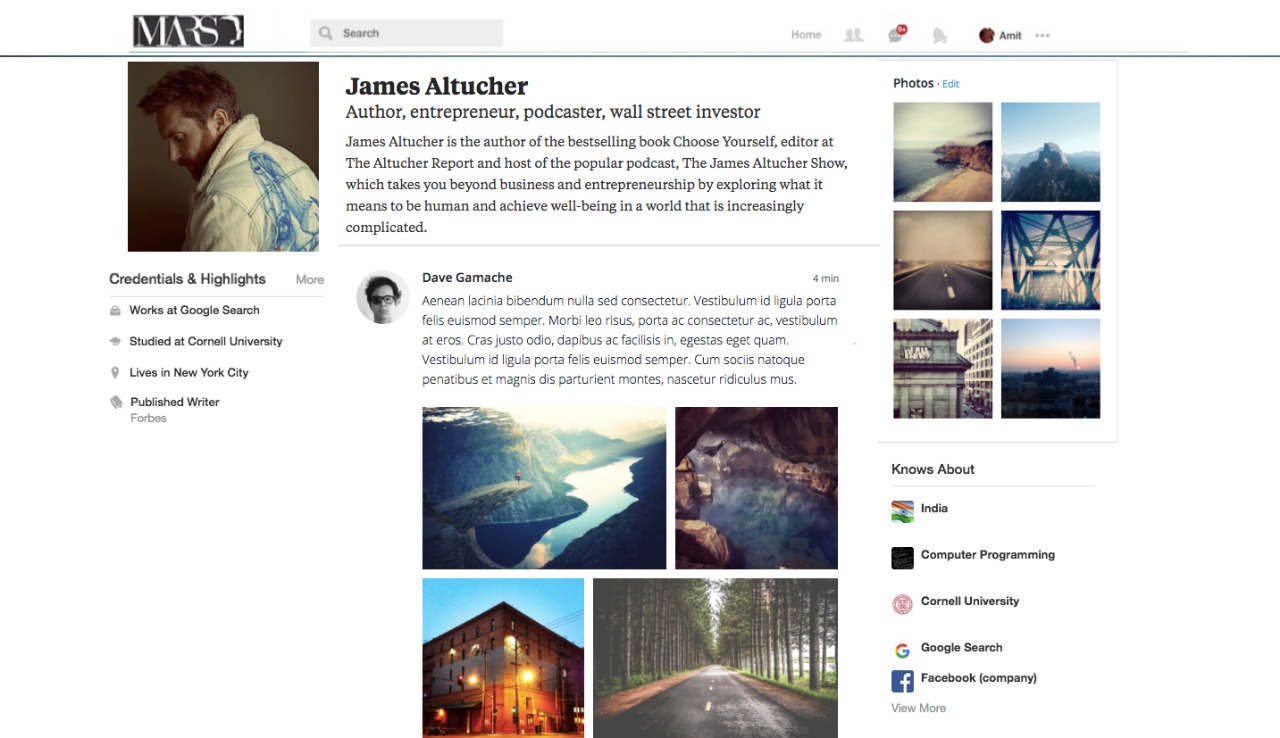 MARS
Search
Home
9+
Amit
James Altucher
Author, entrepreneur, podcaster, wall street investor
James Altucher is the author of the bestselling book Choose Yourself, editor at
The Altucher Report and host of the popular podcast, The James Altucher Show,
which takes you beyond business and entrepreneurship by exploring what it
means to be human and achieve well-being in a world that is increasingly
complicated.
Credentials & Highlights More
Works at Google Search
Studied at Cornell University
Lives in New York City
Published Writer
Forbes
Dave Gamache
4 min
Aenean lacinia bibendum nulla sed consectetur. Vestibulum id ligula porta
felis euismod semper. Morbi leo risus, porta ac consectetur ac, vestibulum
at eros. Cras justo odio, dapibus ac facilisis in, egestas eget quam.
Vestibulum id ligula porta felis euismod semper. Cum sociis natoque
penatibus et magnis dis parturient montes, nascetur ridiculus mus.
Photos · Edit
Knows About
India
Computer Programming
Cornell University
Google Search
Facebook (company)
View More